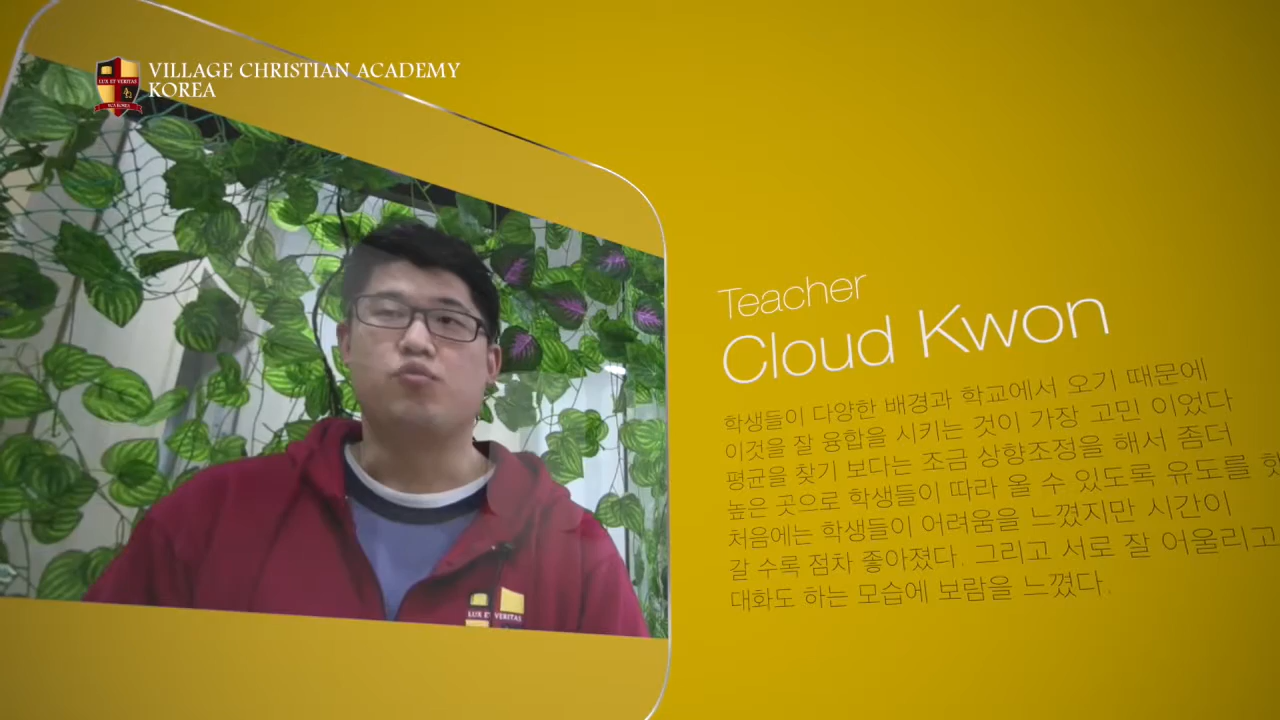 VILLAGE CHRISTIAN ACADEMY
KOREA
LUX ET VERITAS
Teacher
Cloud Kwon
학생들이 다양한 배경과 학교에서 오기 때문에
이것을 잘 융합을 시키는 것이 가장 고민 이었다
평균을 찾기 보다는 조금 상향조정을 해서 좀더
높은 곳으로 학생들이 따라 올 수 있도록 유도를
처음에는 학생들이 어려움을 느꼈지만 시간이
갈 수록 점차 좋아졌다. 그리고 서로 잘 어울리고
대화도 하는 모습에 보람을 느꼈다.
LUX ET VERITAS